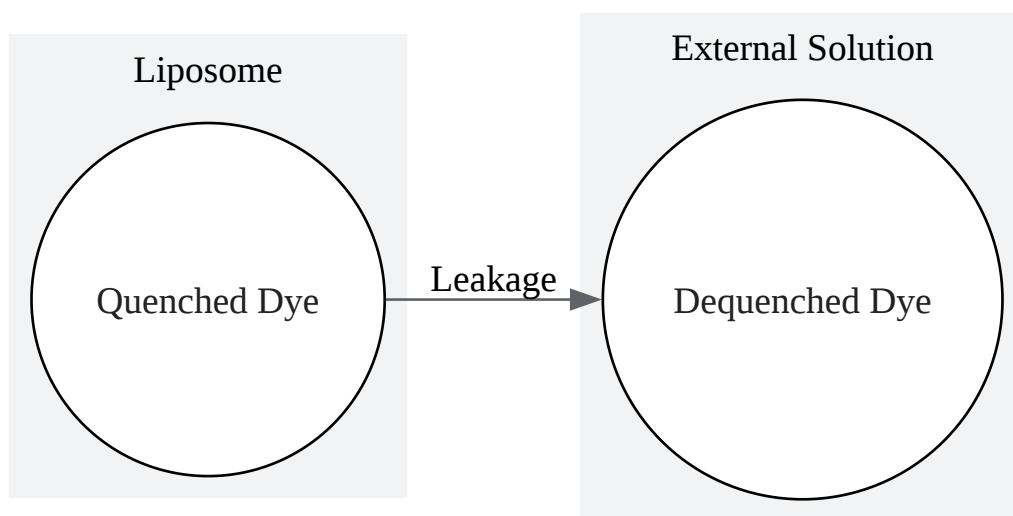 Liposome
Quenched Dye
Leakage
External Solution
Dequenched Dye